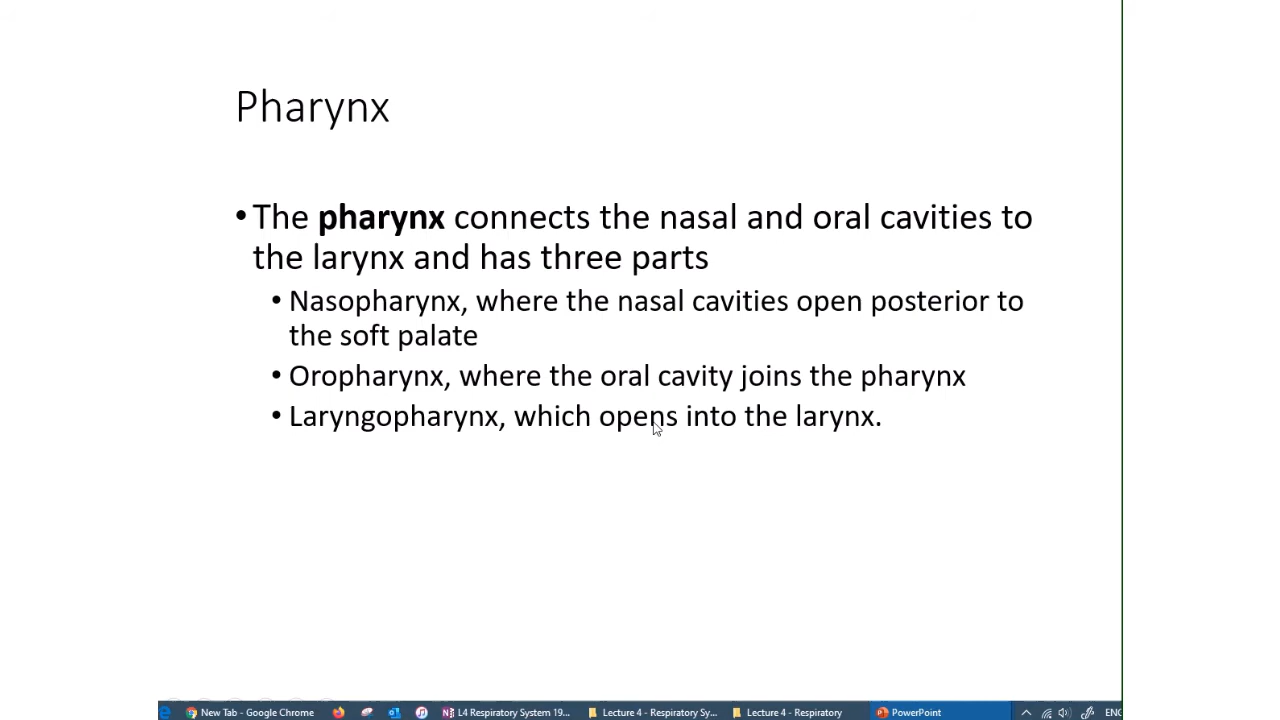 Pharynx
• The pharynx connects the nasal and oral cavities to
the larynx and has three parts
• Nasopharynx, where the nasal cavities open posterior to
the soft palate
• Oropharynx, where the oral cavity joins the pharynx
• Laryngopharynx, which opens into the larynx.
New Tab - Google Chrome L4 Respiratory System 19... Lecture 4 - Respiratory Sy... Lecture 4 - Respiratory PowerPoint ENG